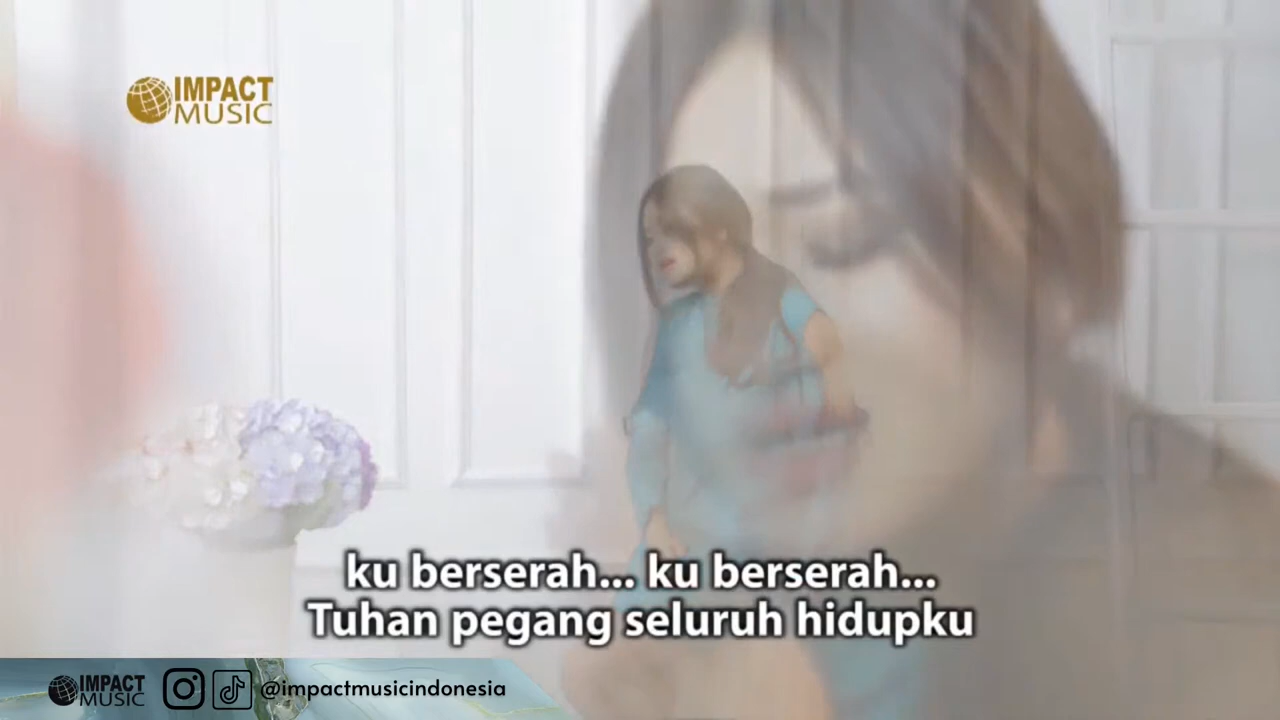 IMPACT
MUSIC
ku berserah... ku berserah...
Tuhan pegang seluruh hidupku
IMPACT
MUSIC
@impactmusicindonesia